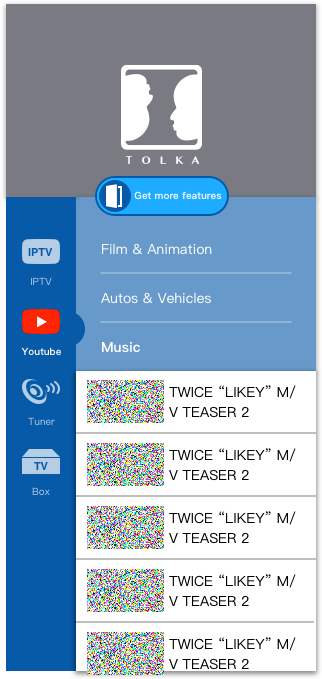 TOLKA
Get more features
IPTV
IPTV
Youtube
Tuner
TV
Box
Film & Animation
Autos & Vehicles
Music
TWICE “LIKEY” M/
V TEASER 2
TWICE “LIKEY” M/
V TEASER 2
TWICE “LIKEY” M/
V TEASER 2
TWICE “LIKEY” M/
V TEASER 2
TWICE “LIKEY” M/
V TEASER 2